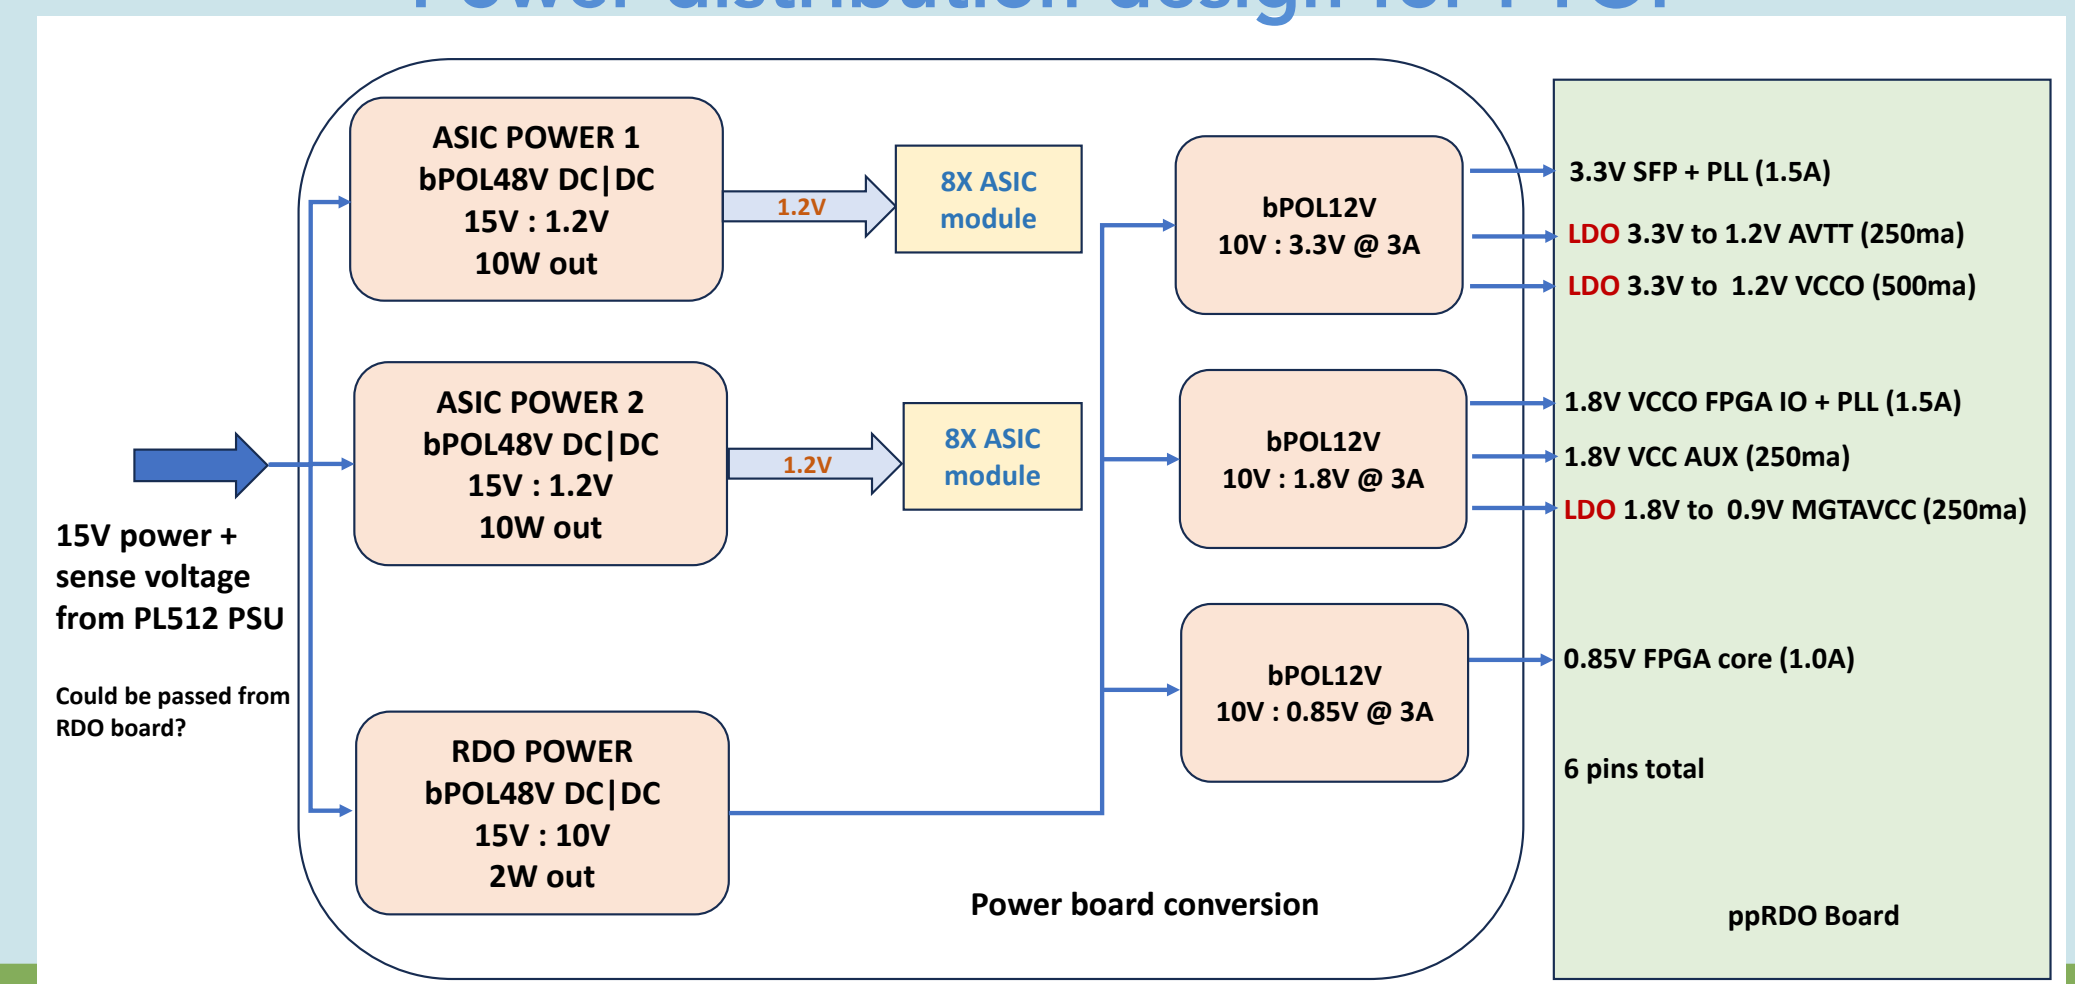 Power distribution design for FTOF
ASIC POWER 1
bPOL48V DC|DC
15V : 1.2V
10W out
1.2V
8X ASIC
module
ASIC POWER 2
bPOL48V DC|DC
15V : 1.2V
10W out
1.2V
8X ASIC
module
15V power +
sense voltage
from PL512 PSU
Could be passed from
RDO board?
RDO POWER
bPOL48V DC|DC
15V : 10V
2W out
bPOL12V
10V : 3.3V @ 3A
bPOL12V
10V : 1.8V @ 3A
bPOL12V
10V : 0.85V @ 3A
Power board conversion
3.3V SFP + PLL (1.5A)
LDO 3.3V to 1.2V AVTT (250ma)
LDO 3.3V to 1.2V VCCO (500ma)
1.8V VCCO FPGA IO + PLL (1.5A)
1.8V VCC AUX (250ma)
LDO 1.8V to 0.9V MGTAVCC (250ma)
0.85V FPGA core (1.0A)
6 pins total
ppRDO Board